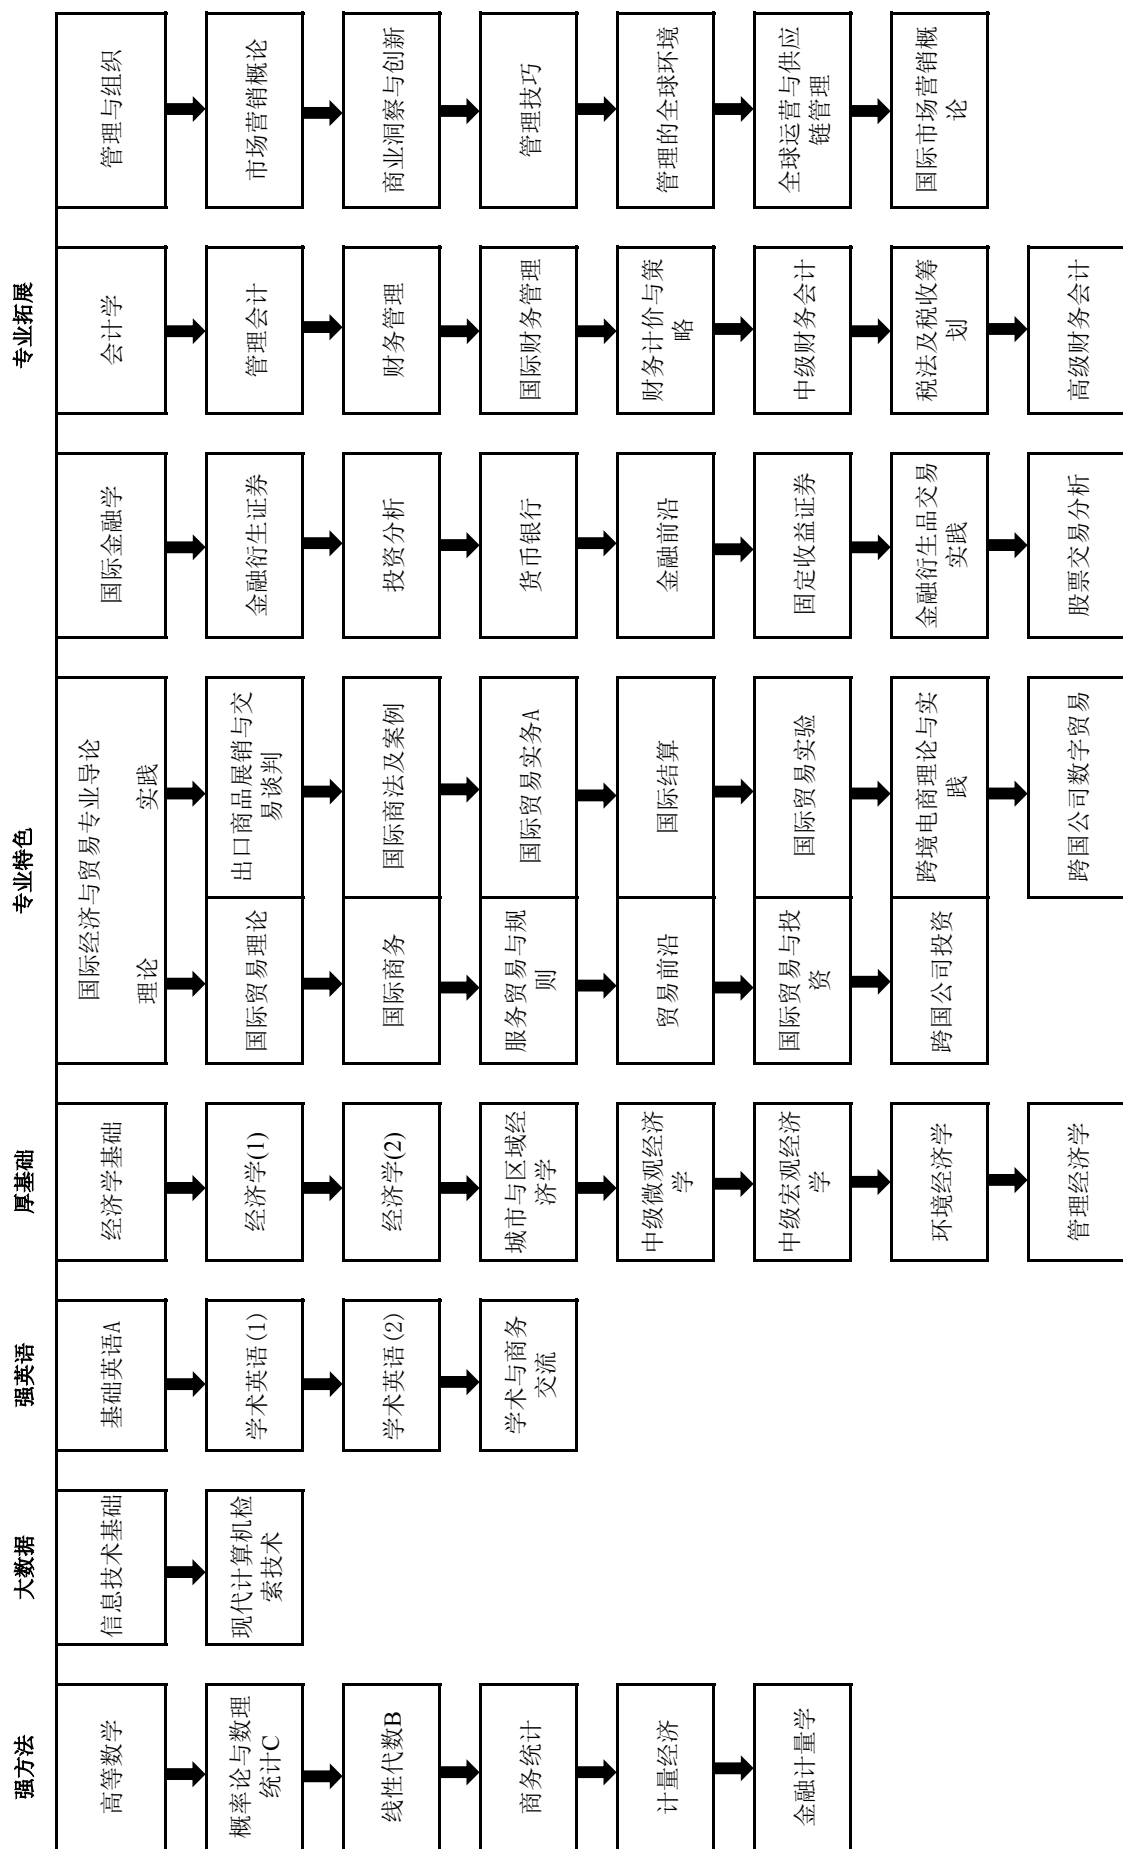 强方法
高等数学
概率论与数理
统计C
线性代数B
商务统计
计量经济
金融计量学
大数据
信息技术基础
现代计算机检
索技术
强英语
基础英语A
学术英语(1)
学术英语(2)
学术与商务
交流
厚基础
经济学基础
经济学(1)
经济学(2)
城市与区域经
济学
中级微观经济
学
中级宏观经济
学
环境经济学
管理经济学
专业特色
国际经济与贸易专业导论
理论
实践
国际贸易理论
国际商务
服务贸易与规
则
贸易前沿
国际贸易与投
资
跨国公司投资
出口商品展销与交
易谈判
国际商法及案例
国际贸易实务A
国际结算
国际贸易实验
跨境电商理论与实
践
跨国公司数字贸易
专业拓展
国际金融学
金融衍生证券
投资分析
货币银行
金融前沿
固定收益证券
金融衍生品交易
实践
股票交易分析
会计学
管理会计
财务管理
国际财务管理
财务计价与策
略
中级财务会计
税法及税收筹
划
高级财务会计
管理与组织
市场营销概论
商业洞察与创新
管理技巧
管理的全球环境
全球运营与供应
链管理
国际市场营销概
论